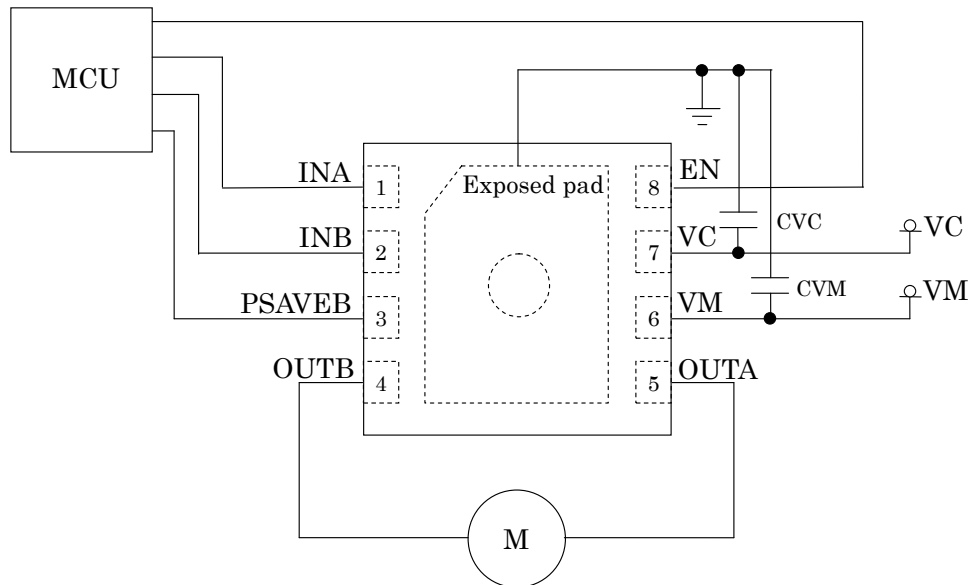 MCU
INA
1
Exposed pad
8
EN
CVC
VC
INB
2
7
VC
CVM
VM
PSAVEB
3
6
VM
OUTB
4
5
OUTA
M